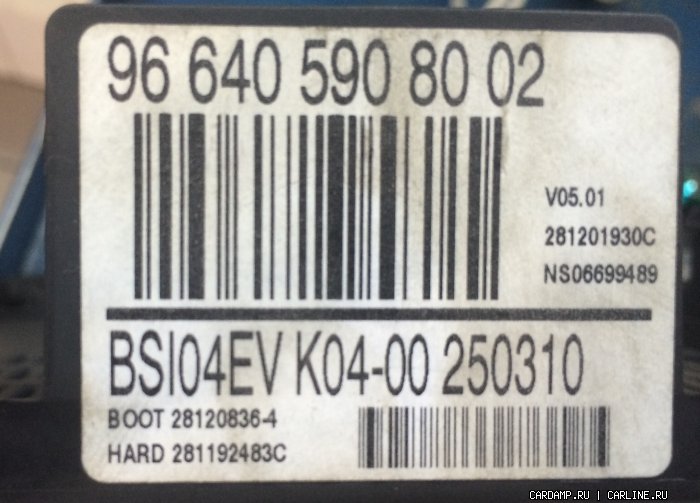 96 640 590 80 02
V05.01
281201930C
NS06699489
BSI04EV K04-00 250310
BOOT 28120836-4
HARD 281192483C
CARDAMP.RU | CARLINE.RU